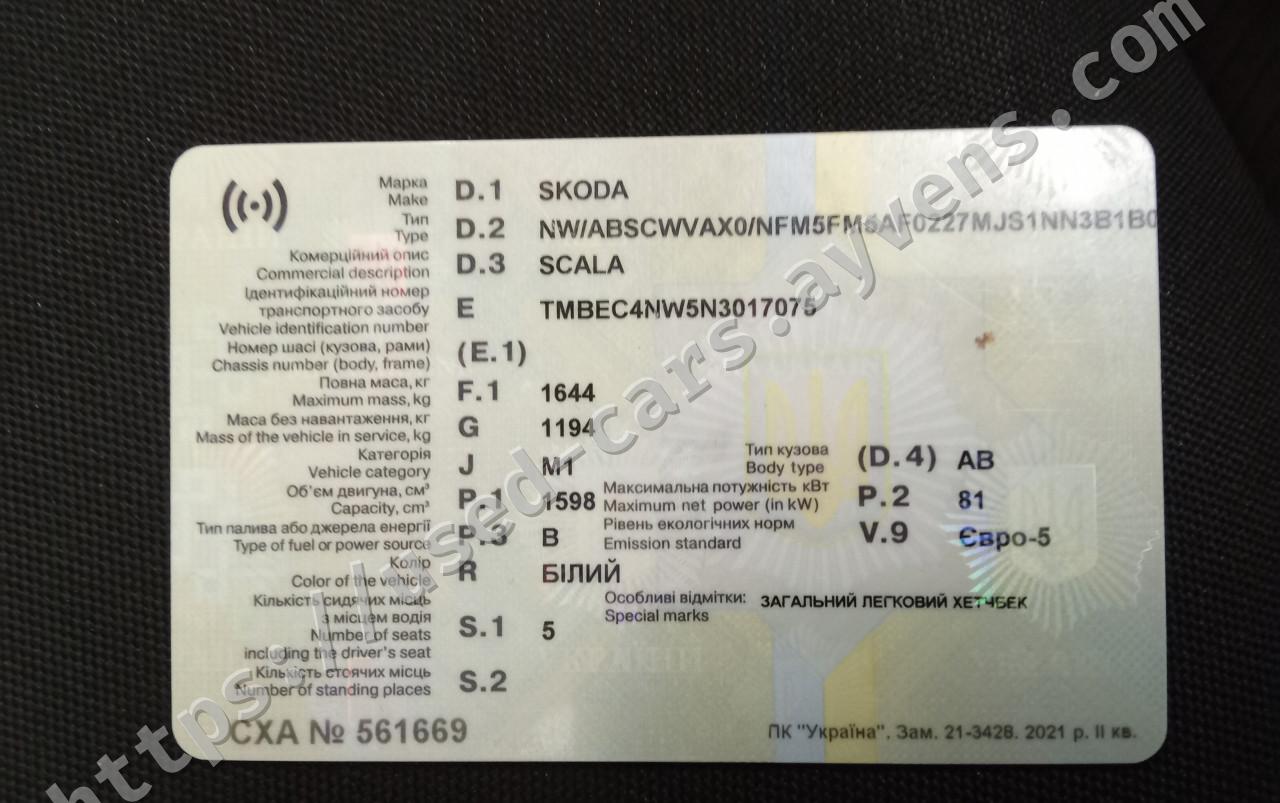 Марка D.1 SKODA
Make
Тип D.2 NW/ABSCWVAX0/NFM5FM5AF0227MJS1NN3B1B0
Type
Комерційний опис D.3 SCALA
Commercial description
Ідентифікаційний номер
транспортного засобу E TMBEC4NW5N3017075
Vehicle identification number
Номер шасі (кузова, рами) (E.1)
Chassis number (body, frame)
Повна маса, кг F.1 1644
Maximum mass, kg
Маса без навантаження, кг G 1194
Mass of the vehicle in service, kg
Категорія J M1 Тип кузова (D.4) AB
Vehicle category Body type
Об'єм двигуна, см³ P.1 1598 Максимальна потужність кВт P.2 81
Capacity, cm³ Maximum net power (in kW)
Тип палива або джерела енергії P.3 B Рівень екологічних норм V.9 Євро-5
Type of fuel or power source Emission standard
Колір R БІЛИЙ
Color of the vehicle
Кількість сидячих місць Особливі відмітки: ЗАГАЛЬНИЙ ЛЕГКОВИЙ ХЕТЧБЕК
з місцем водія Special marks
Number of seats S.1 5
including the driver's seat
Кількість стоячих місць S.2
Number of standing places
СХА № 561669 ПК "Україна". Зам. 21-3428. 2021 р. II кв.
https://used-cars.ayvens.com